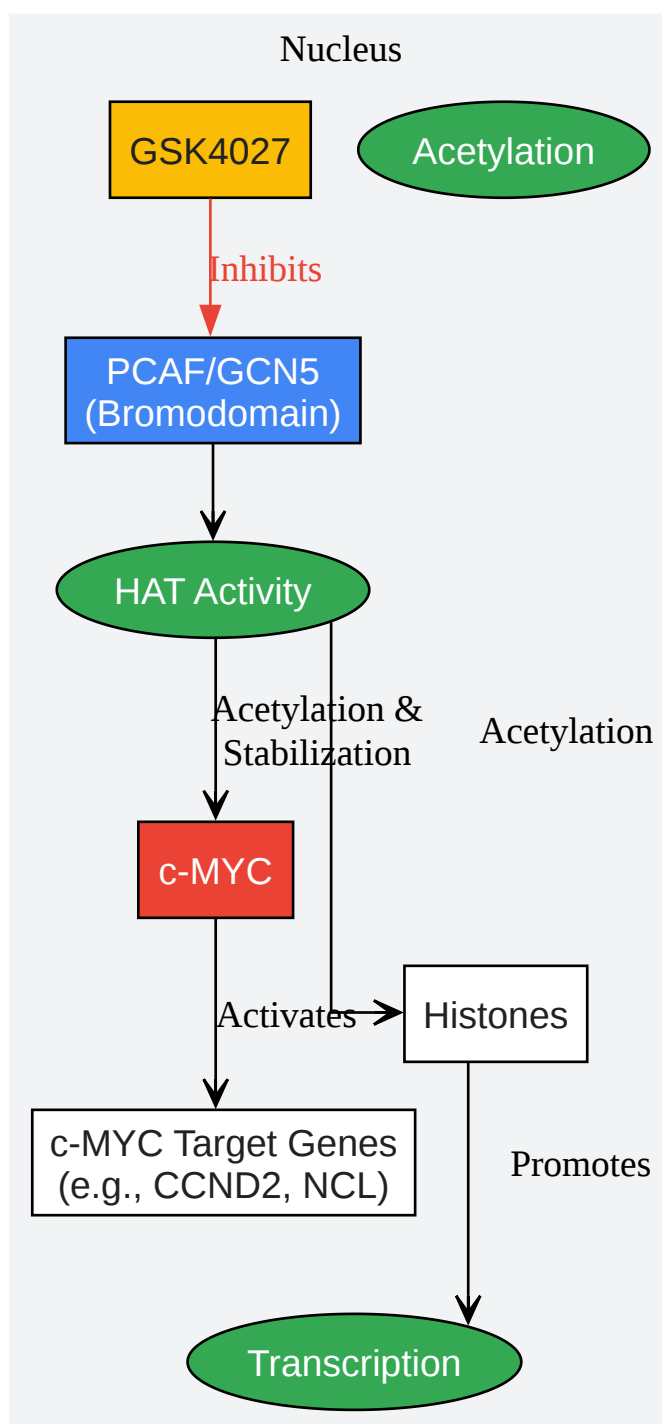 Nucleus
GSK4027
Acetylation
Inhibits
PCAF/GCN5
(Bromodomain)
HAT Activity
Acetylation &
Stabilization
Acetylation
c-MYC
Activates
Histones
c-MYC Target Genes
(e.g., CCND2, NCL)
Promotes
Transcription